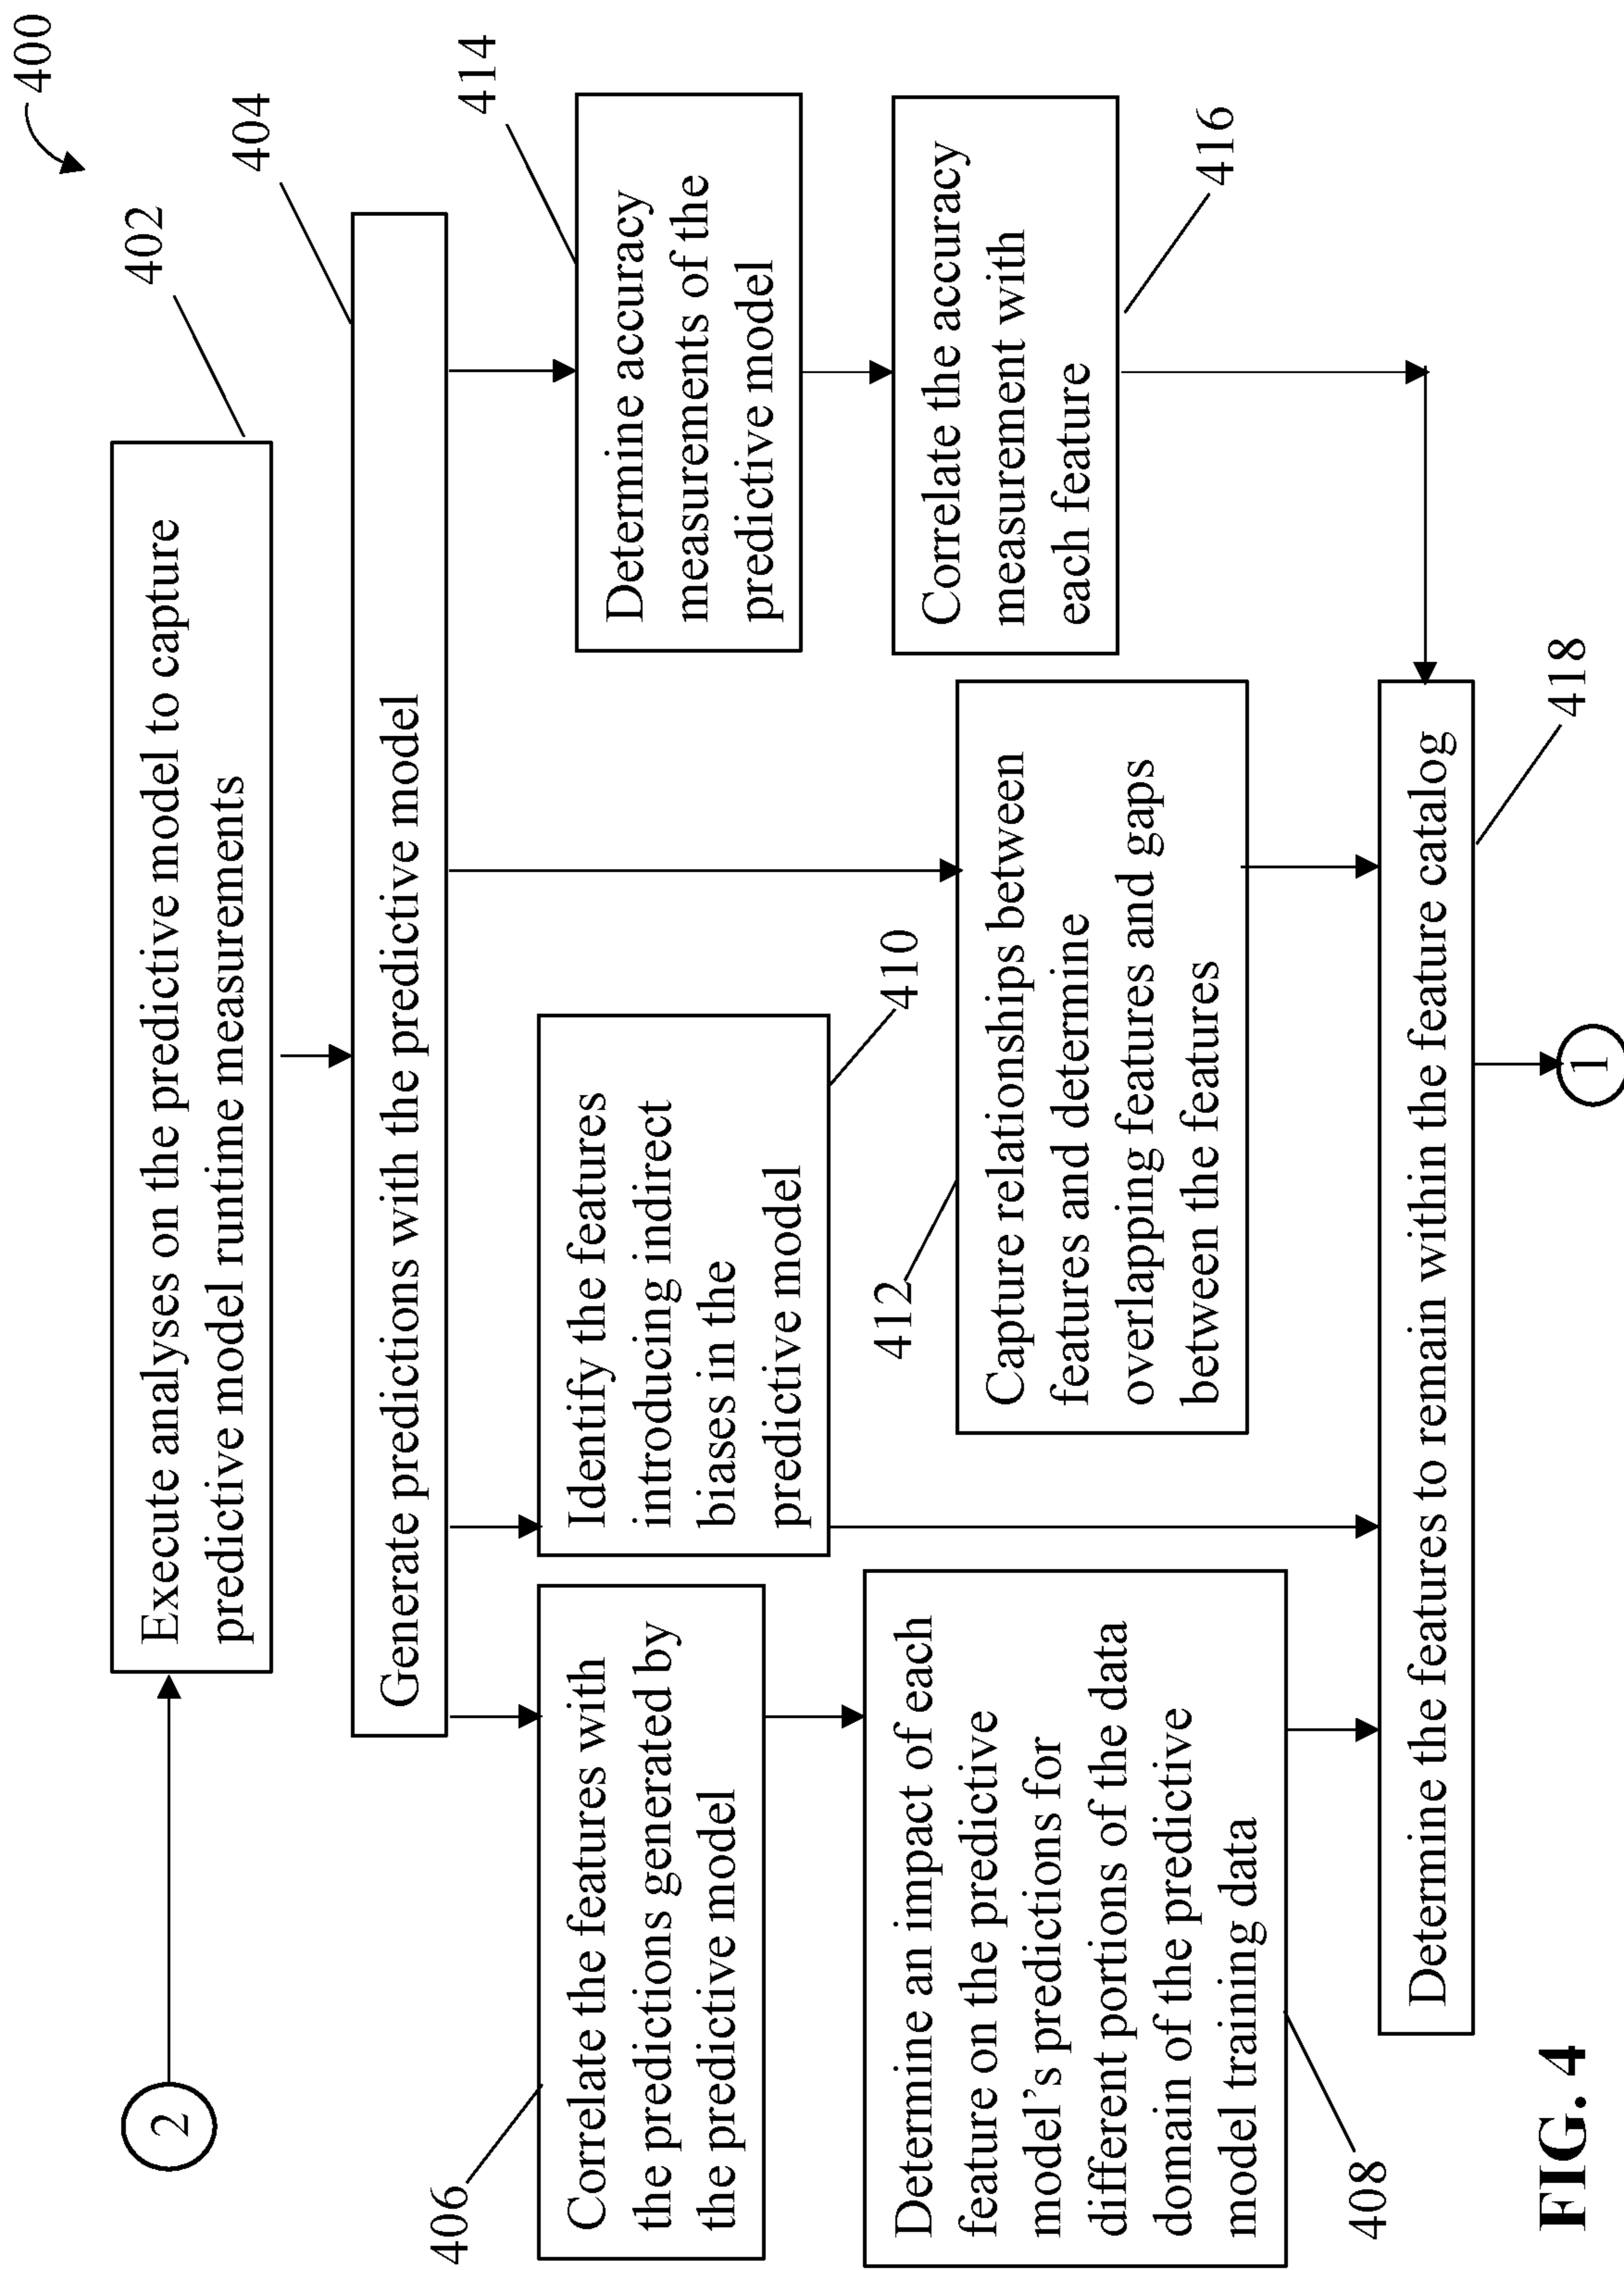 400
2
Execute analyses on the predictive model to capture
predictive model runtime measurements
402
404
Generate predictions with the predictive model
406
Correlate the features with
the predictions generated by
the predictive model
Identify the features
introducing indirect
biases in the
predictive model
410
414
Determine accuracy
measurements of the
predictive model
Determine an impact of each
feature on the predictive
model's predictions for
different portions of the data
domain of the predictive
model training data
408
412
Capture relationships between
features and determine
overlapping features and gaps
between the features
Correlate the accuracy
measurement with
each feature
416
Determine the features to remain within the feature catalog
418
1
FIG. 4